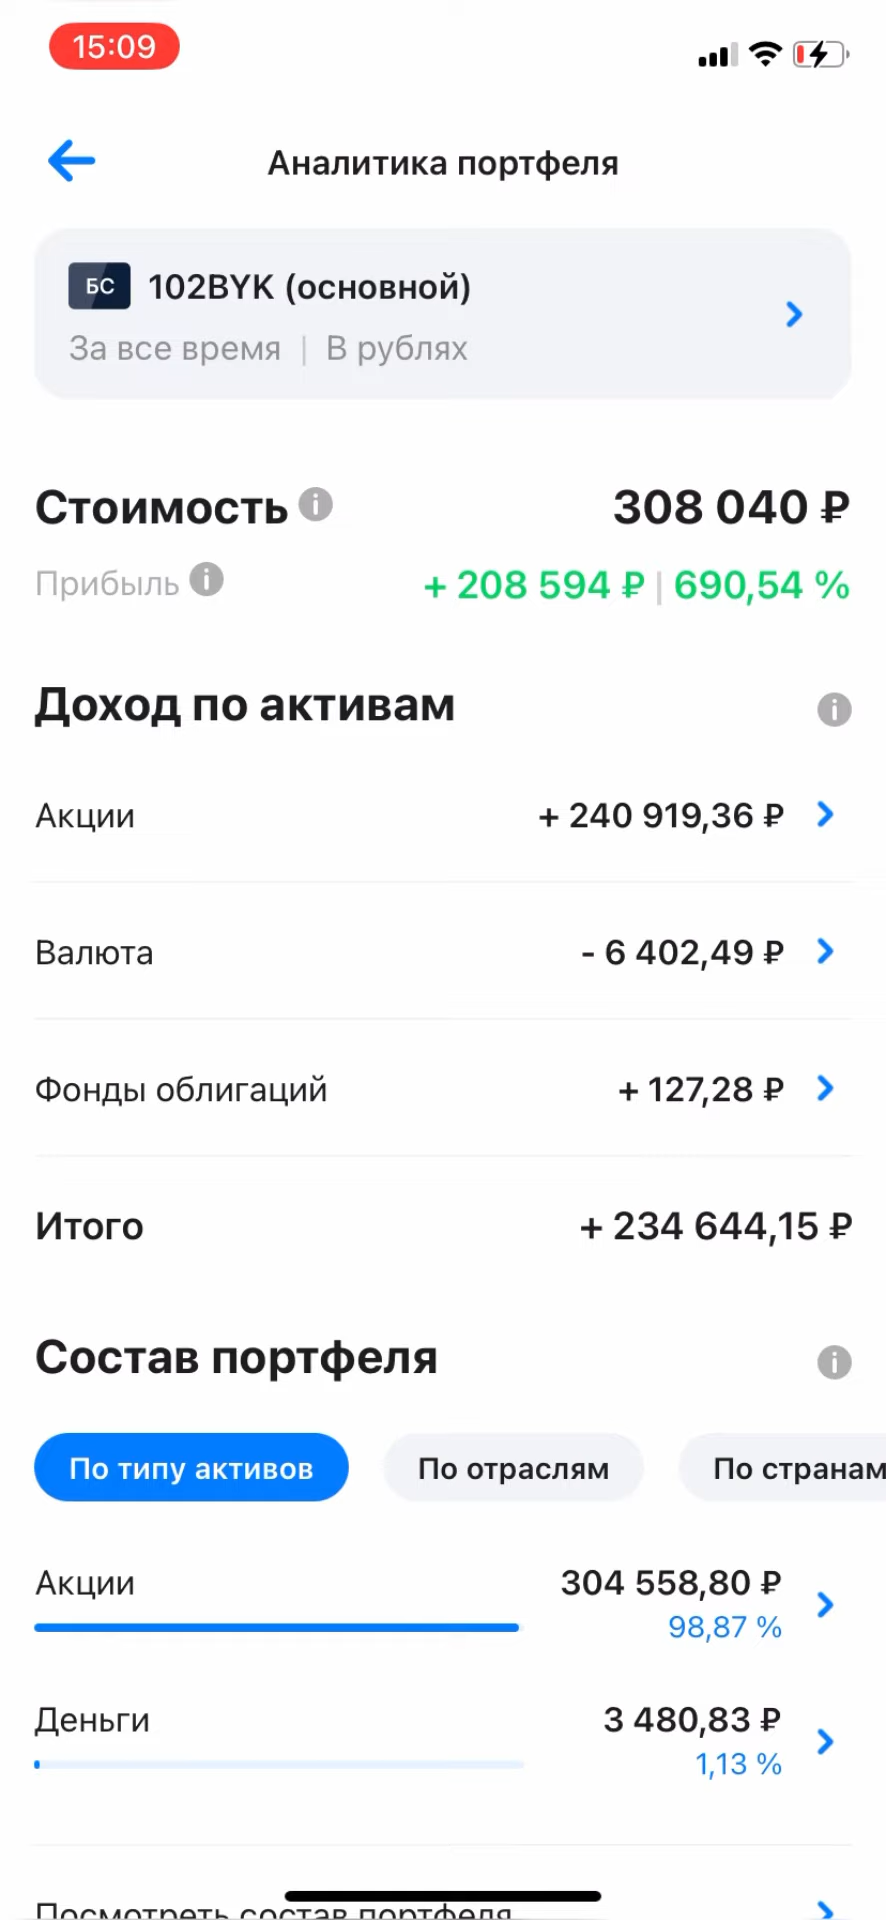 15:09
Аналитика портфеля
БС 102BYK (основной)
За все время | В рублях
Стоимость 308 040 ₽
Прибыль + 208 594 ₽ | 690,54 %
Доход по активам
Акции + 240 919,36 ₽
Валюта - 6 402,49 ₽
Фонды облигаций + 127,28 ₽
Итого + 234 644,15 ₽
Состав портфеля
По типу активов По отраслям По странам
Акции 304 558,80 ₽
98,87 %
Деньги 3 480,83 ₽
1,13 %
Посмотреть состав портфеля